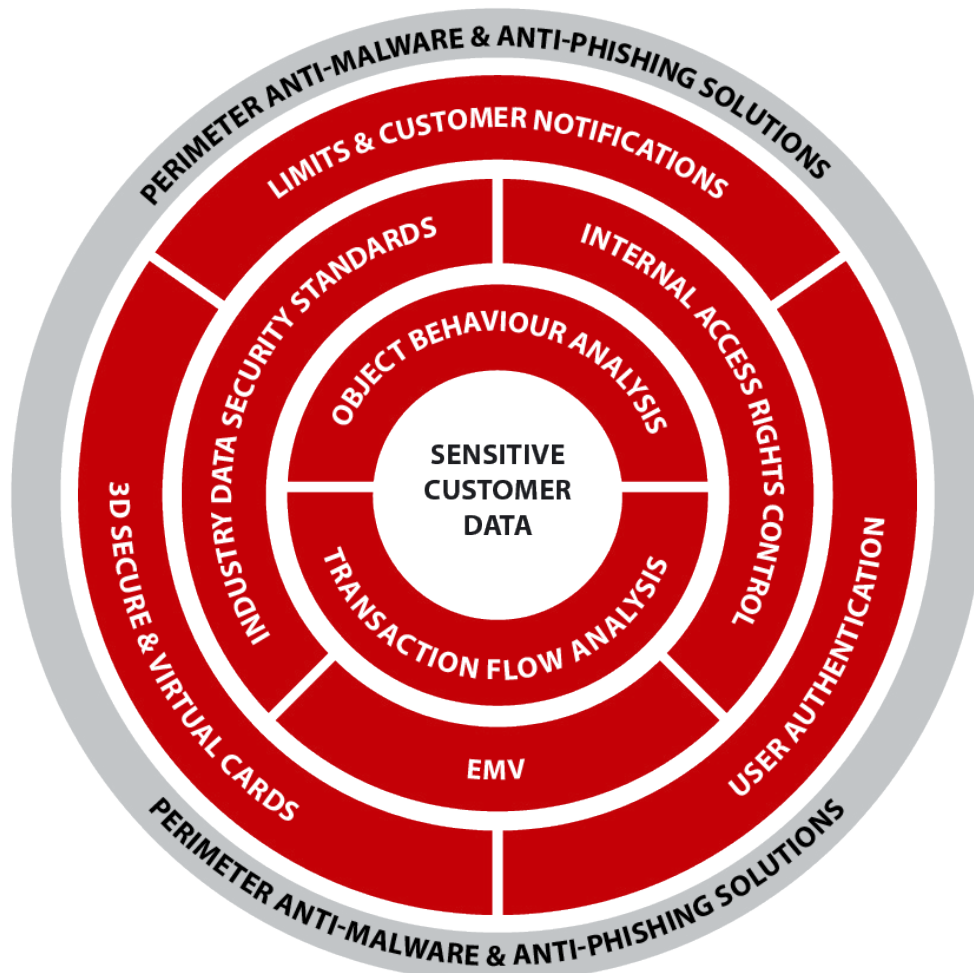 PERIMETER ANTI-MALWARE & ANTI-PHISHING SOLUTIONS
LIMITS & CUSTOMER NOTIFICATIONS
INDUSTRY DATA SECURITY STANDARDS
INTERNAL ACCESS RIGHTS CONTROL
OBJECT BEHAVIOUR ANALYSIS
SENSITIVE
CUSTOMER
DATA
TRANSACTION FLOW ANALYSIS
3D SECURE & VIRTUAL CARDS
USER AUTHENTICATION
EMV
PERIMETER ANTI-MALWARE & ANTI-PHISHING SOLUTIONS